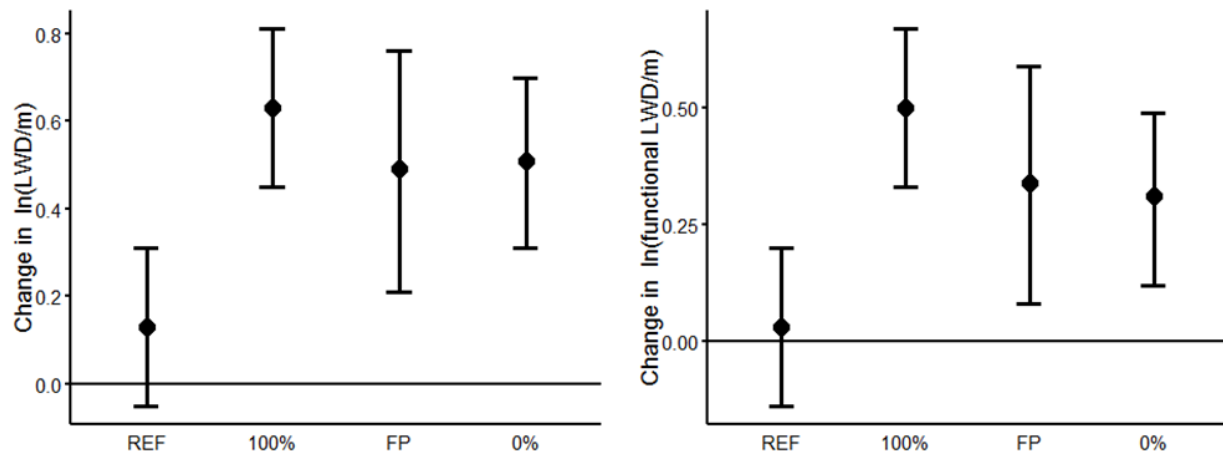 Change in ln(LWD/m)
0.8
0.6
0.4
0.2
0.0
REF 100% FP 0%
Change in ln(functional LWD/m)
0.50
0.25
0.00
REF 100% FP 0%